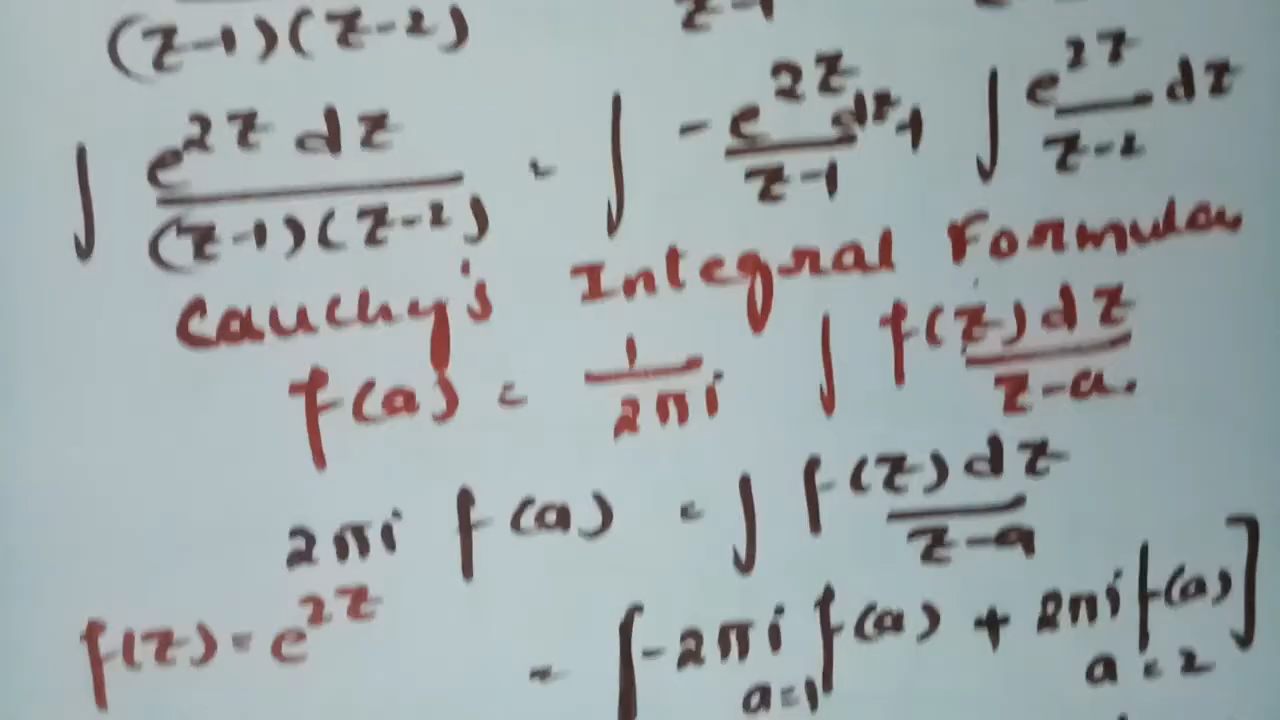 (z-1)(z-2) z-1
∫ e^{2z} dz / (z-1)(z-2) = ∫ -e^{2z} dz / z-1 + ∫ e^{2z} / z-2 dz
Cauchy's Integral Formula
f(a) = 1 / 2πi ∫ f(z) dz / z-a.
2πi f(a) = ∫ f(z) dz / z-a
f(z) = e^{2z}
= [-2πi f(a) + 2πi f(a)]
a=1 a=2